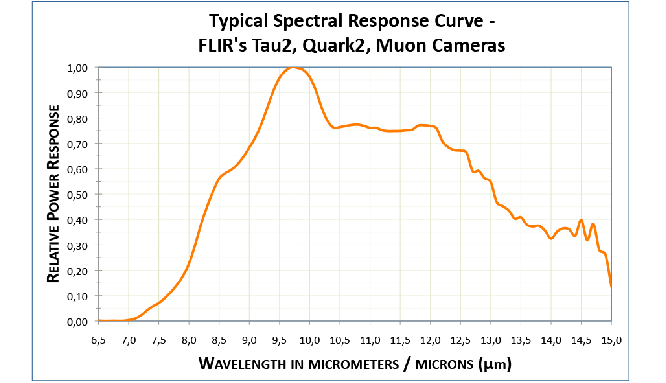 Typical Spectral Response Curve -
FLIR's Tau2, Quark2, Muon Cameras
RELATIVE POWER RESPONSE
1,00
0,90
0,80
0,70
0,60
0,50
0,40
0,30
0,20
0,10
0,00
6,5 7,0 7,5 8,0 8,5 9,0 9,5 10,0 10,5 11,0 11,5 12,0 12,5 13,0 13,5 14,0 14,5 15,0
WAVELENGTH IN MICROMETERS / MICRONS (µm)